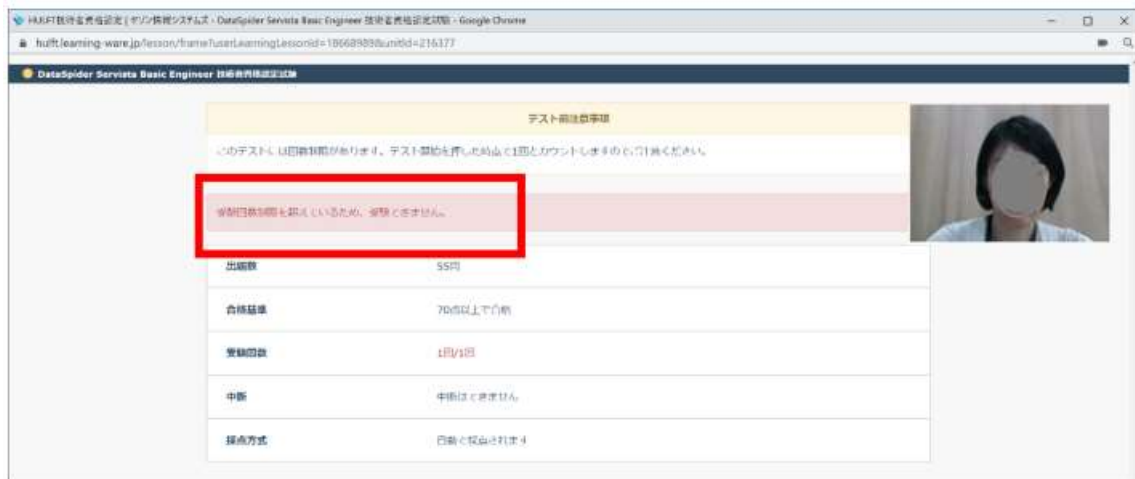 HULFT技術者資格認定 | セゾン情報システムズ - DataSpider Servista Basic Engineer 技術者資格認定試験 - Google Chrome
hulft.learning-ware.jp/lesson/frame?userLearningLessonId=18668989&unitId=216377
DataSpider Servista Basic Engineer 技術者資格認定試験
テスト前注意事項
このテストには回数制限があります。テスト開始を押した時点で1回とカウントしますのでご注意ください。
受験回数制限を超えているため、受験できません。
出題数 55問
合格基準 70点以上で合格
受験回数 1回/1回
中断 中断はできません
採点方式 自動で採点されます